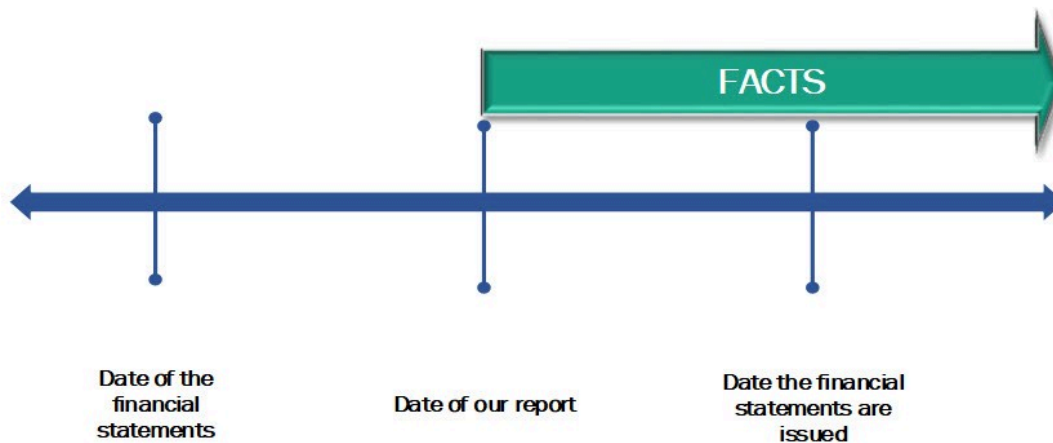 FACTS
Date of the
financial
statements
Date of our report
Date the financial
statements are
issued